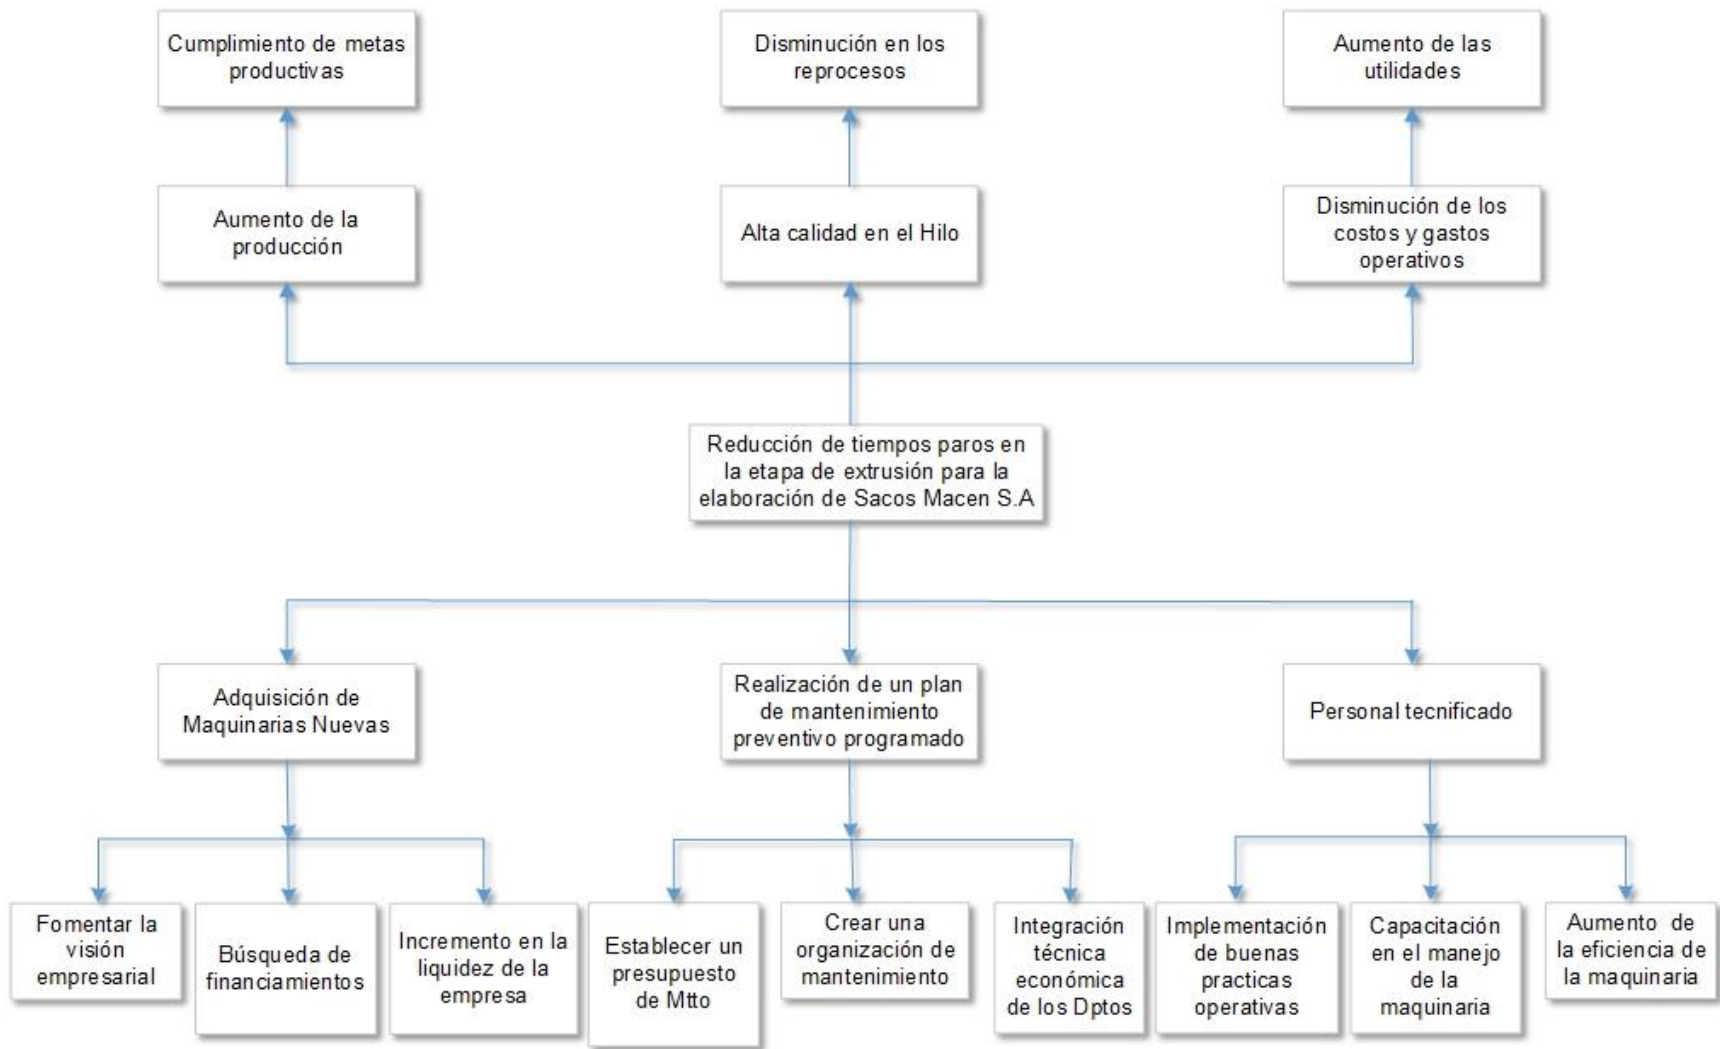 Cumplimiento de metas
productivas
Disminución en los
reprocesos
Aumento de las
utilidades
Aumento de la
producción
Alta calidad en el Hilo
Disminución de los
costos y gastos
operativos
Reducción de tiempos paros en
la etapa de extrusión para la
elaboración de Sacos Macen S.A
Adquisición de
Maquinarias Nuevas
Realización de un plan
de mantenimiento
preventivo programado
Personal tecnificado
Fomentar la
visión
empresarial
Búsqueda de
financiamientos
Incremento en la
liquidez de la
empresa
Establecer un
presupuesto
de Mtto
Crear una
organización de
mantenimiento
Integración
técnica
económica
de los Dptos
Implementación
de buenas
practicas
operativas
Capacitación
en el manejo
de la
maquinaria
Aumento de
la eficiencia de
la maquinaria